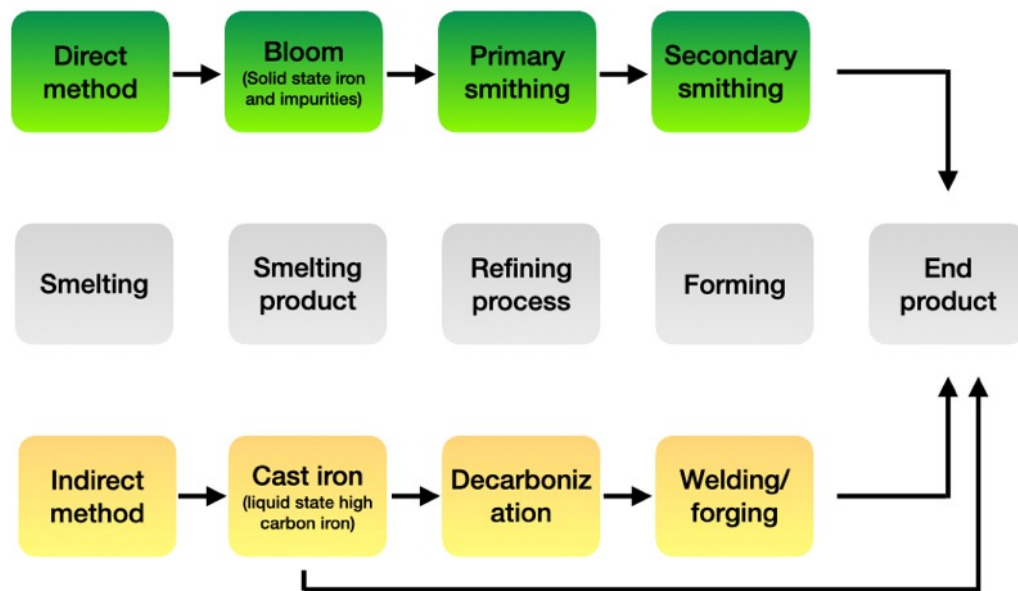 Direct
method
Bloom
(Solid state iron
and impurities)
Primary
smithing
Secondary
smithing
Smelting
Smelting
product
Refining
process
Forming
End
product
Indirect
method
Cast iron
(liquid state high
carbon iron)
Decarboniz
ation
Welding/
forging